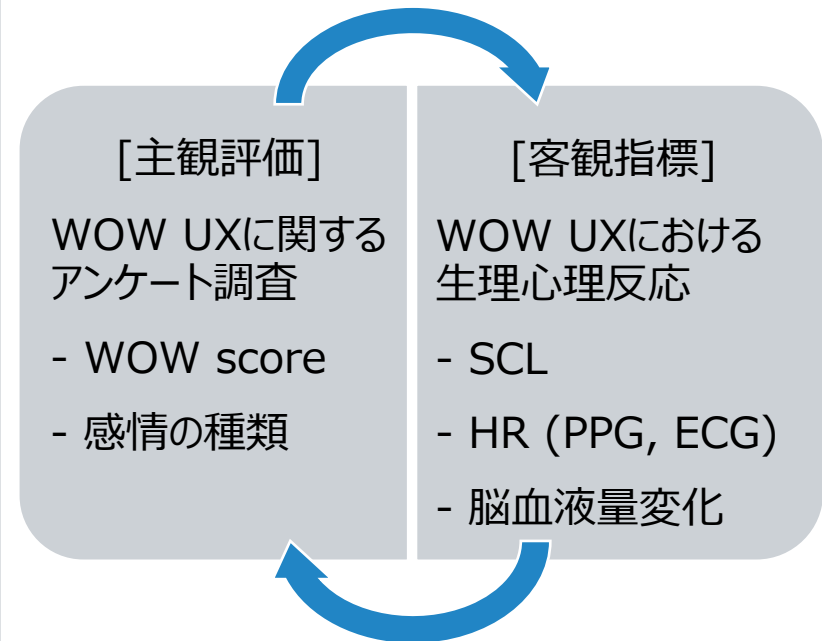 [主観評価]
WOW UXに関する
アンケート調査
- WOW score
- 感情の種類
[客観指標]
WOW UXにおける
生理心理反応
- SCL
- HR (PPG, ECG)
- 脳血液量変化